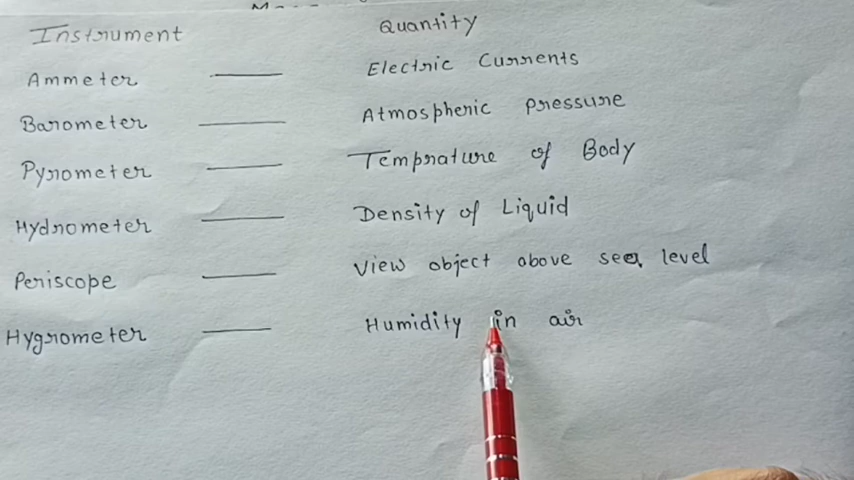 Instrument Quantity
Ammeter Electric Currents
Barometer Atmospheric pressure
Pyrometer Temprature of Body
Hydrometer Density of Liquid
Periscope View object above sea level
Hygrometer Humidity in air